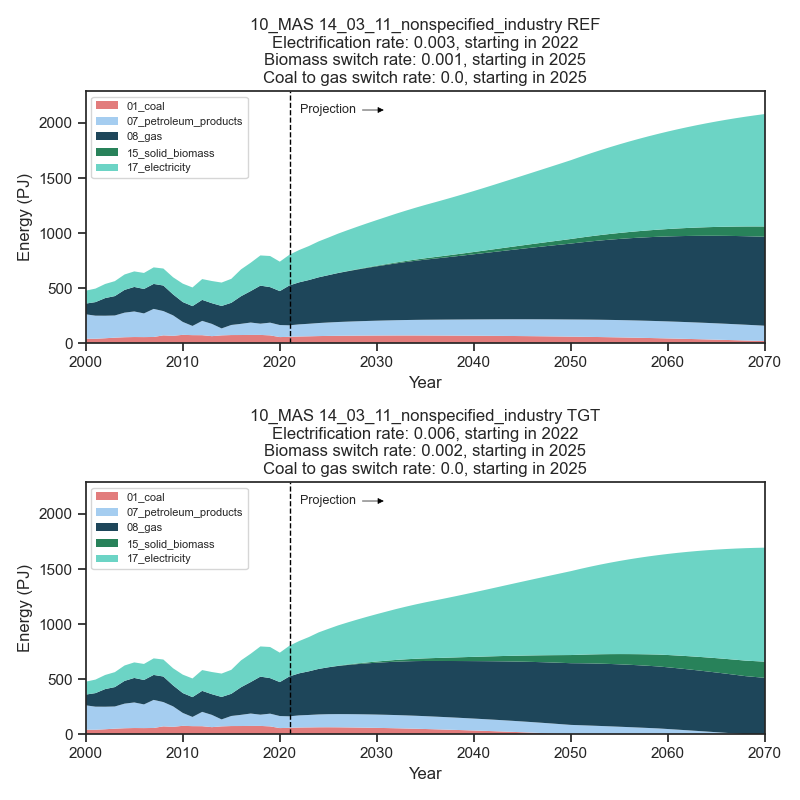 10_MAS 14_03_11_nonspecified_industry REF
Electrification rate: 0.003, starting in 2022
Biomass switch rate: 0.001, starting in 2025
Coal to gas switch rate: 0.0, starting in 2025
01_coal
07_petroleum_products
08_gas
15_solid_biomass
17_electricity
Projection
Energy (PJ)
2000
1500
1000
500
0
2000 2010 2020 2030 2040 2050 2060 2070
Year
10_MAS 14_03_11_nonspecified_industry TGT
Electrification rate: 0.006, starting in 2022
Biomass switch rate: 0.002, starting in 2025
Coal to gas switch rate: 0.0, starting in 2025
01_coal
07_petroleum_products
08_gas
15_solid_biomass
17_electricity
Projection
Energy (PJ)
2000
1500
1000
500
0
2000 2010 2020 2030 2040 2050 2060 2070
Year